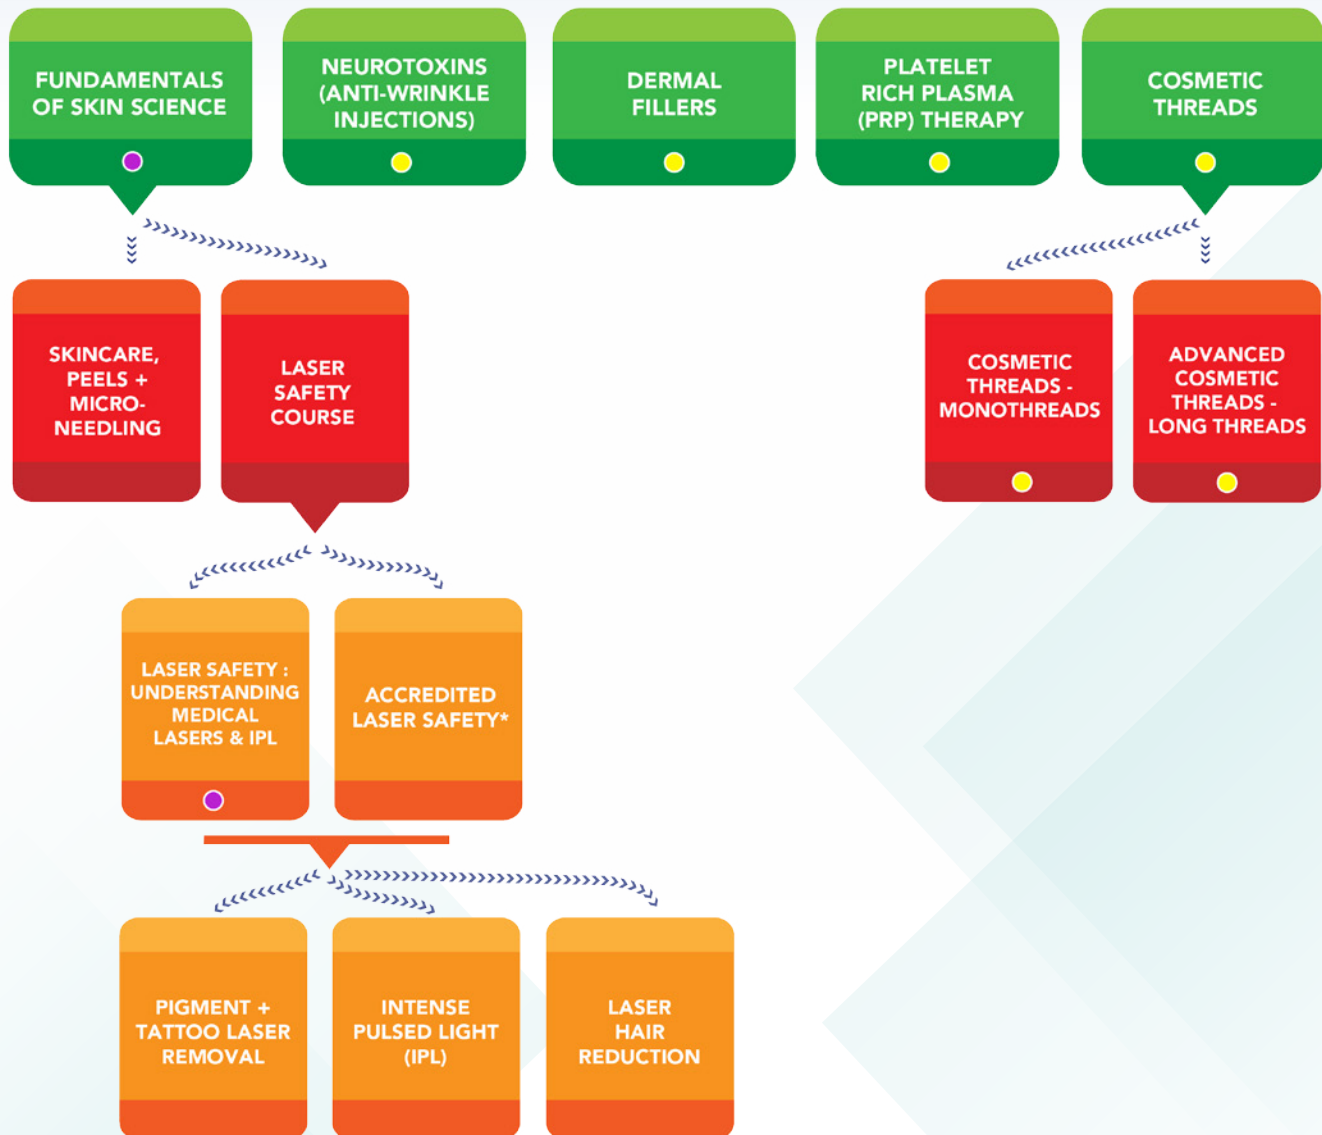 FUNDAMENTALS
OF SKIN SCIENCE
NEUROTOXINS
(ANTI-WRINKLE
INJECTIONS)
DERMAL
FILLERS
PLATELET
RICH PLASMA
(PRP) THERAPY
COSMETIC
THREADS
SKINCARE,
PEELS +
MICRO-
NEEDLING
LASER
SAFETY
COURSE
COSMETIC
THREADS -
MONOTHREADS
ADVANCED
COSMETIC
THREADS -
LONG THREADS
LASER SAFETY :
UNDERSTANDING
MEDICAL
LASERS & IPL
ACCREDITED
LASER SAFETY*
PIGMENT +
TATTOO LASER
REMOVAL
INTENSE
PULSED LIGHT
(IPL)
LASER
HAIR
REDUCTION